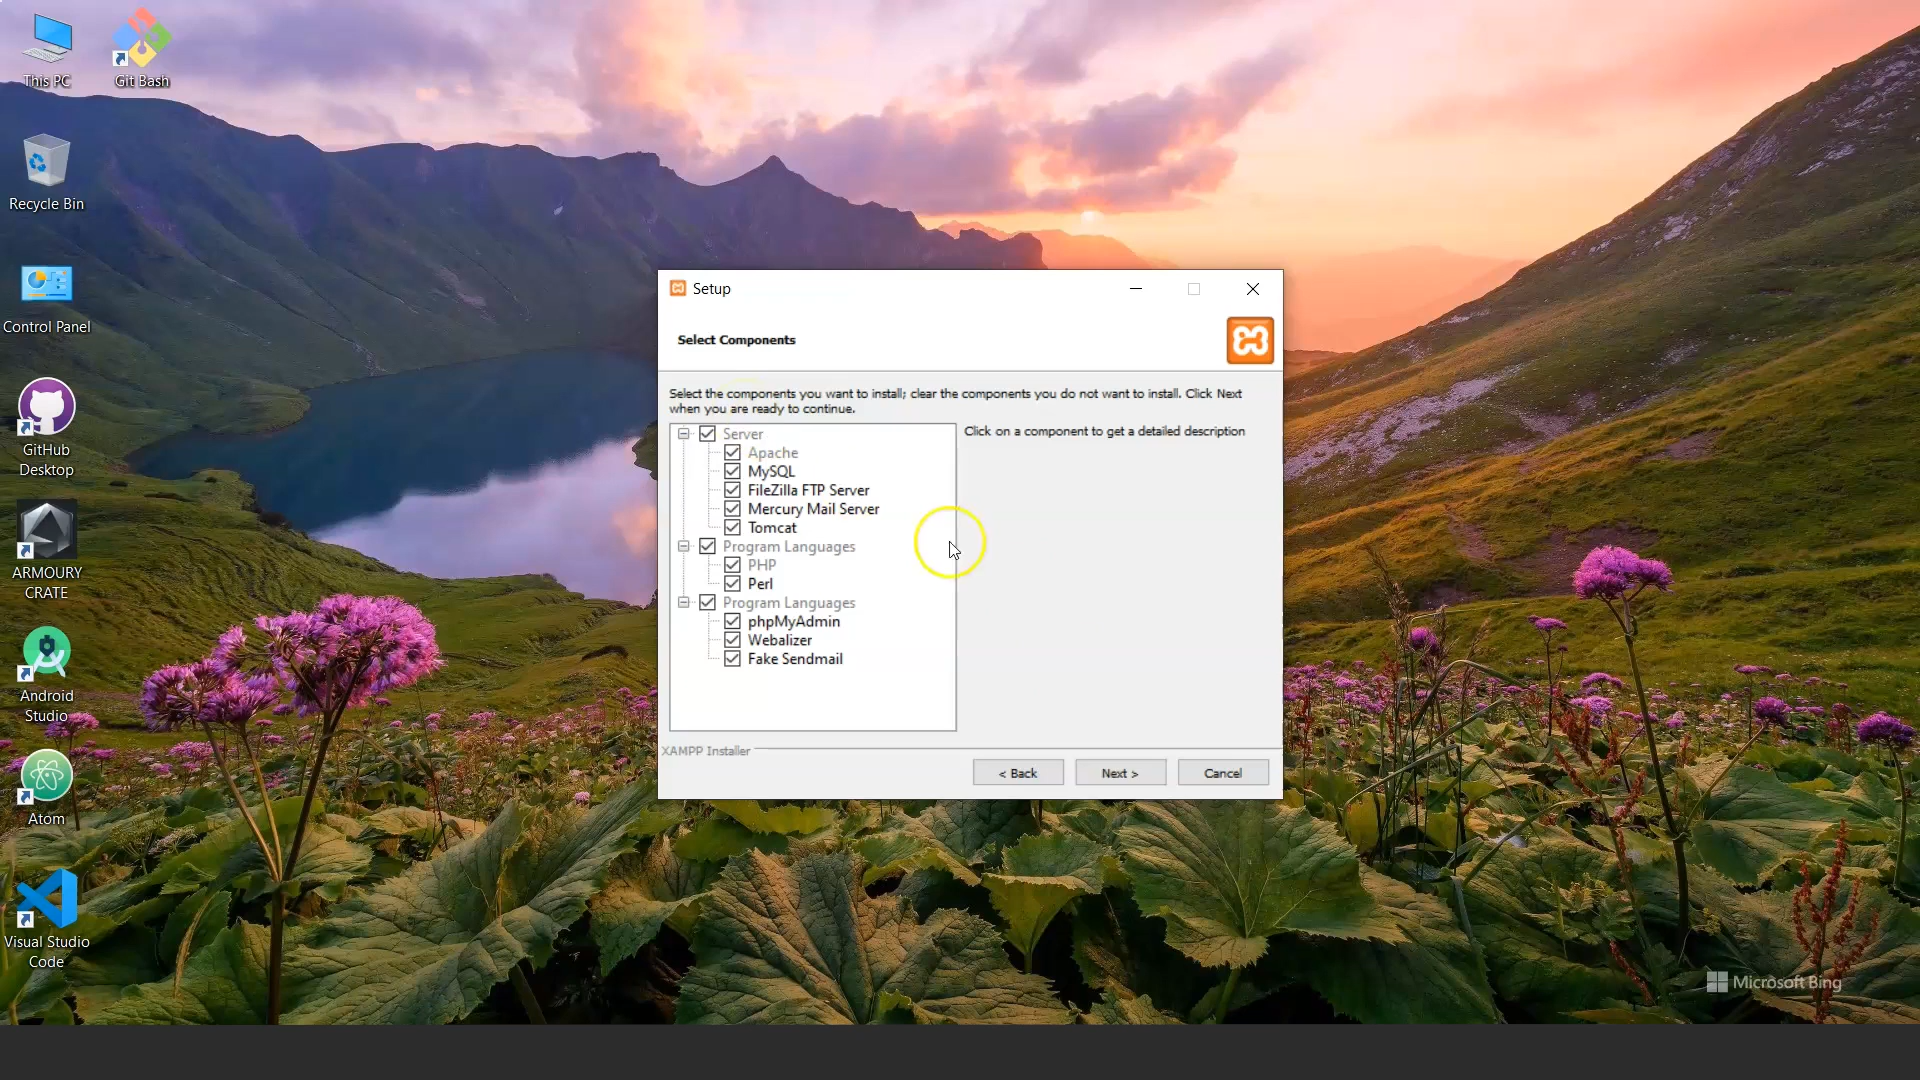 This PC
Git Bash
Recycle Bin
Control Panel
GitHub
Desktop
ARMOURY
CRATE
Android
Studio
Atom
Visual Studio
Code
Setup
Select Components
Select the components you want to install; clear the components you do not want to install. Click Next
when you are ready to continue.
Server
Apache
MySQL
FileZilla FTP Server
Mercury Mail Server
Tomcat
Program Languages
PHP
Perl
Program Languages
phpMyAdmin
Webalizer
Fake Sendmail
Click on a component to get a detailed description
XAMPP Installer
< Back
Next >
Cancel
Microsoft Bing